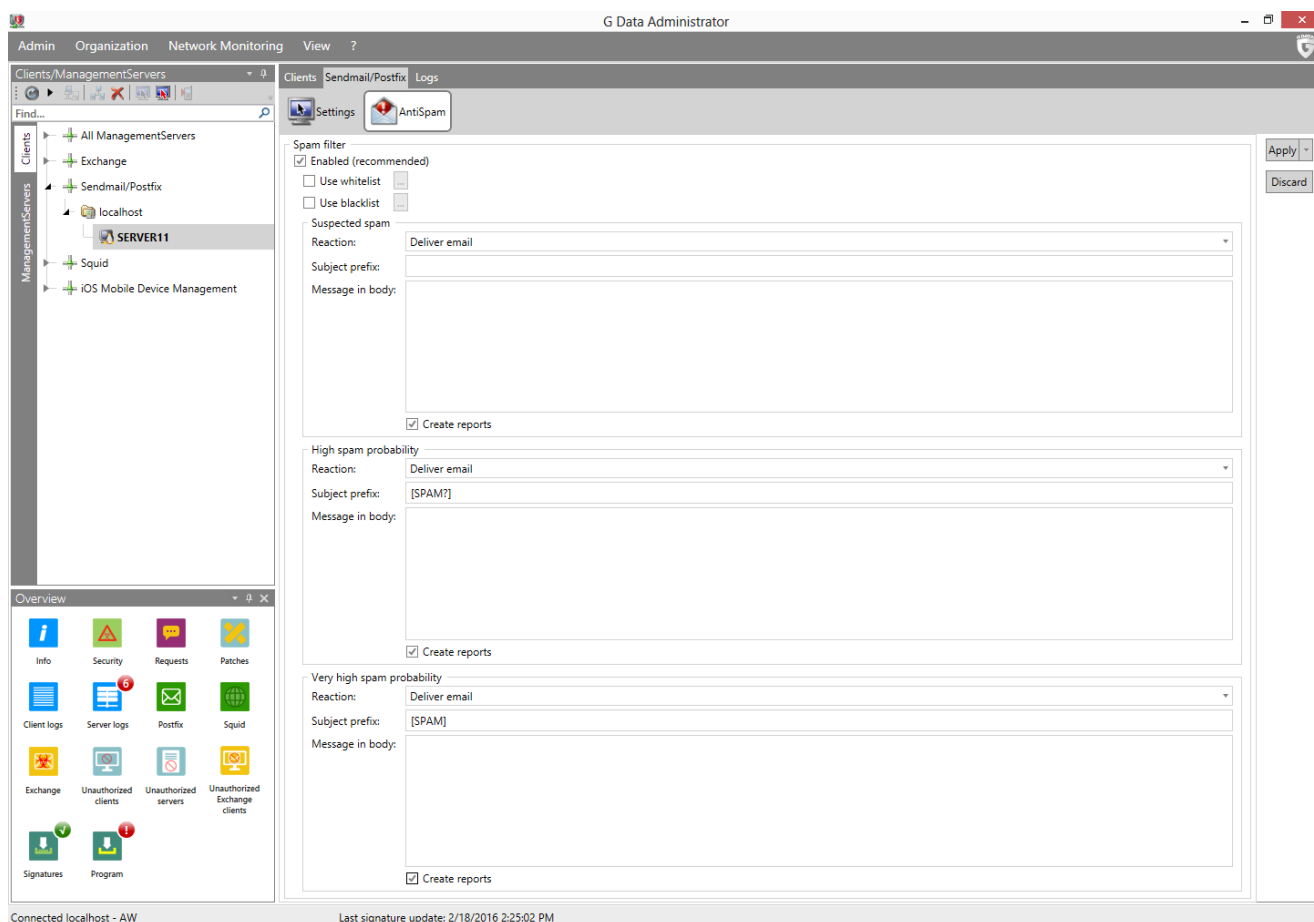 G Data Administrator
Admin Organization Network Monitoring View ?
Clients/ManagementServers
Find...
Clients
ManagementServers
All ManagementServers
Exchange
Sendmail/Postfix
localhost
SERVER11
Squid
iOS Mobile Device Management
Overview
Info Security Requests Patches
6
Client logs Server logs Postfix Squid
Exchange Unauthorized clients Unauthorized servers Unauthorized Exchange clients
Signatures Program
Clients Sendmail/Postfix Logs
Settings AntiSpam
Spam filter
Enabled (recommended)
Use whitelist ...
Use blacklist ...
Suspected spam
Reaction: Deliver email
Subject prefix:
Message in body:
Create reports
High spam probability
Reaction: Deliver email
Subject prefix: [SPAM?]
Message in body:
Create reports
Very high spam probability
Reaction: Deliver email
Subject prefix: [SPAM]
Message in body:
Create reports
Apply
Discard
Connected localhost - AW Last signature update: 2/18/2016 2:25:02 PM